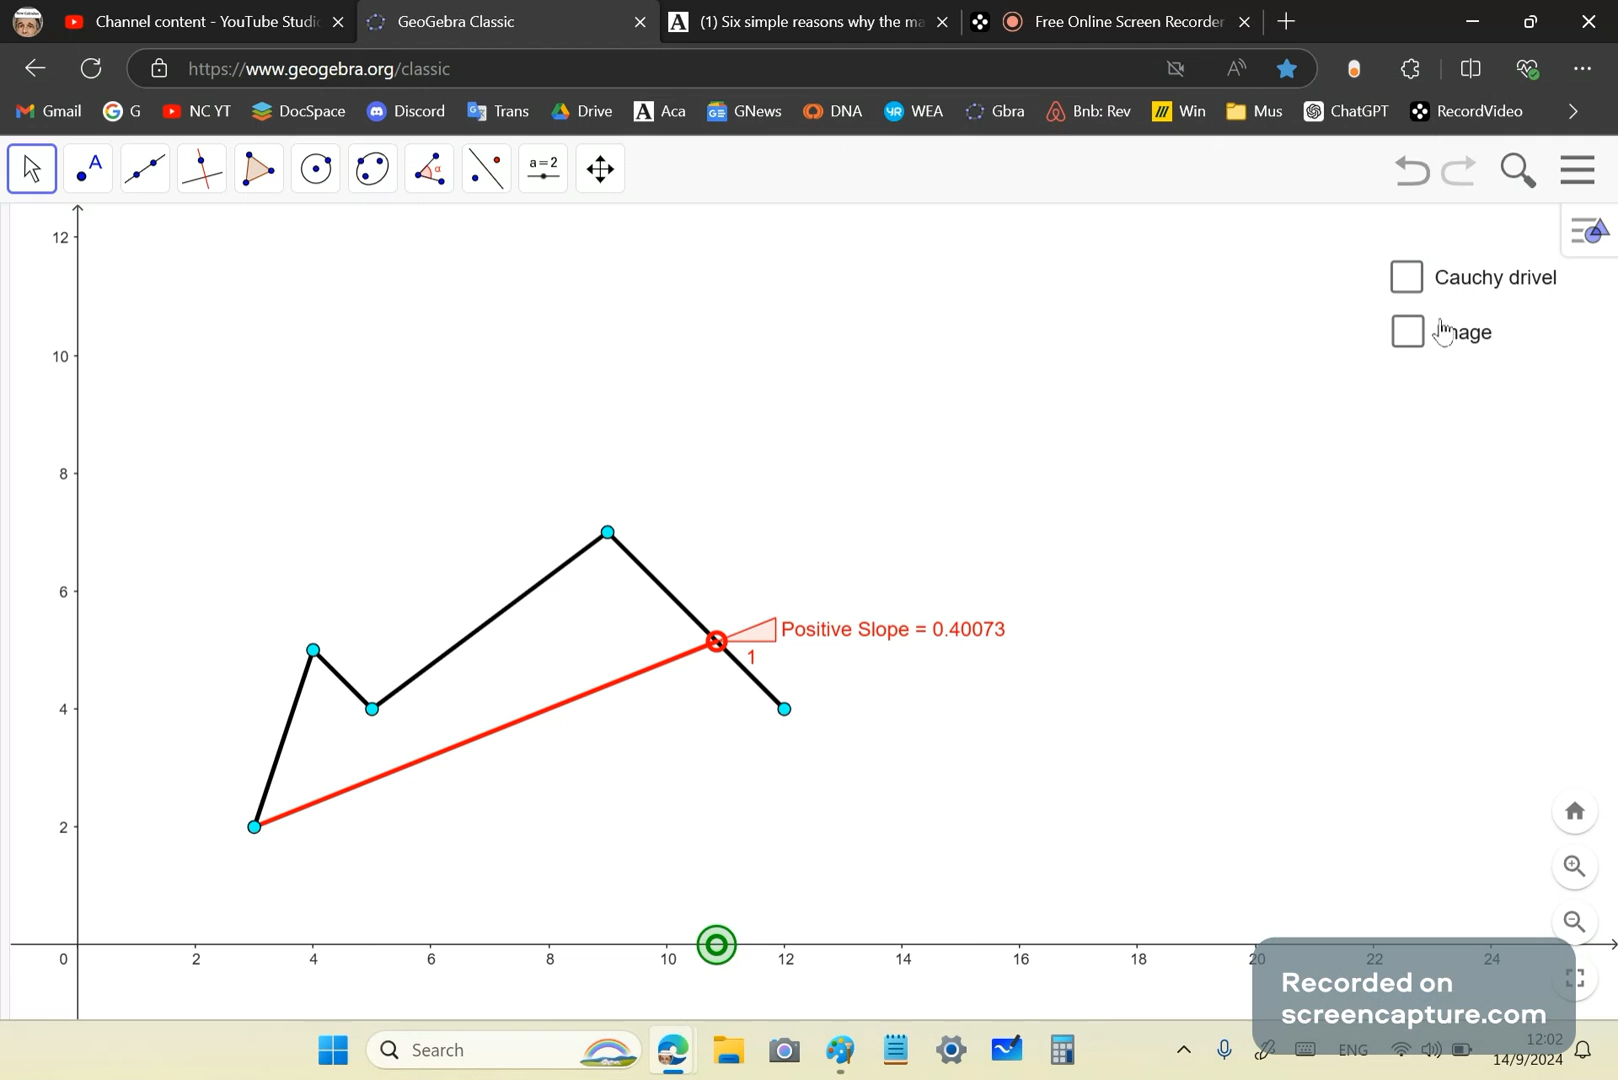 Channel content - YouTube Studi
GeoGebra Classic
(1) Six simple reasons why the ma
Free Online Screen Recorder
https://www.geogebra.org/classic
Gmail
G
NC YT
DocSpace
Discord
Trans
Drive
Aca
GNews
DNA
WEA
Gbra
Bnb: Rev
Win
Mus
ChatGPT
RecordVideo
A
α
a=2
12
10
8
6
4
2
0
2
4
6
8
10
12
14
16
18
20
22
24
Cauchy drivel
Positive Slope = 0.40073
1
Recorded on
screencapture.com
Search
ENG
12:02
14/9/2024